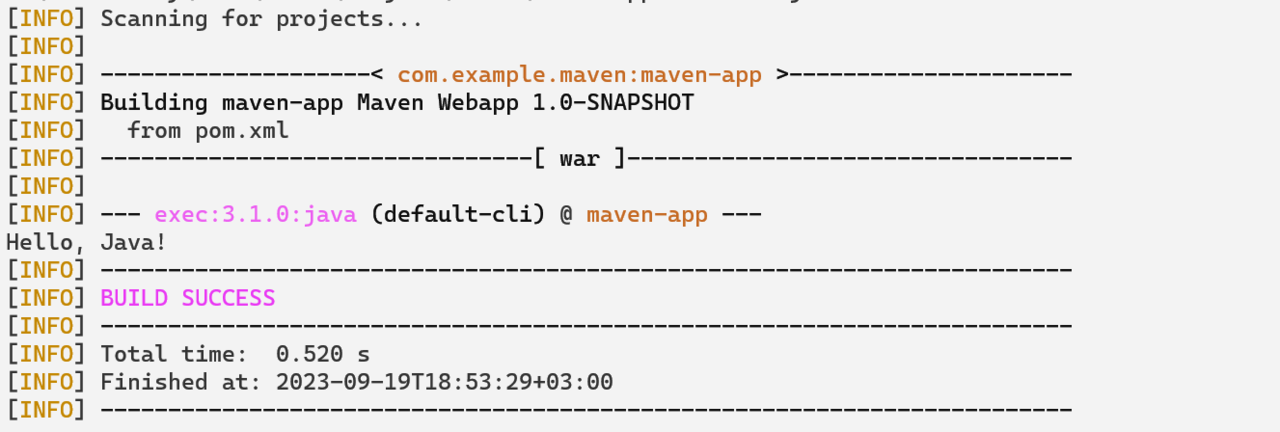 [INFO] Scanning for projects...
[INFO]
[INFO] --------------------< com.example.maven:maven-app >---------------------
[INFO] Building maven-app Maven Webapp 1.0-SNAPSHOT
[INFO]   from pom.xml
[INFO] --------------------------------[ war ]---------------------------------
[INFO]
[INFO] --- exec:3.1.0:java (default-cli) @ maven-app ---
Hello, Java!
[INFO] ------------------------------------------------------------------------
[INFO] BUILD SUCCESS
[INFO] ------------------------------------------------------------------------
[INFO] Total time:  0.520 s
[INFO] Finished at: 2023-09-19T18:53:29+03:00
[INFO] ------------------------------------------------------------------------